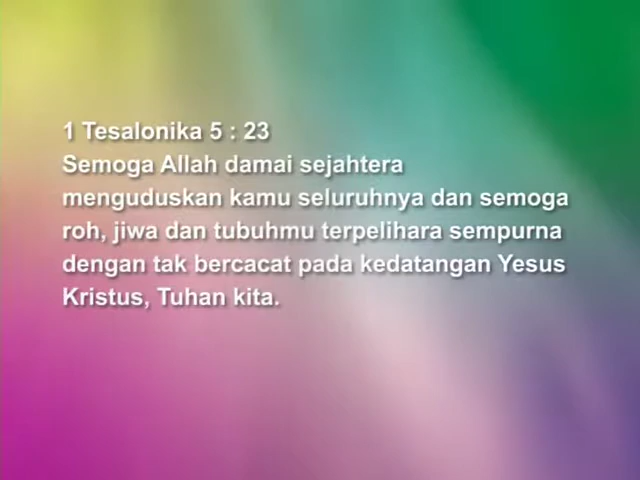 1 Tesalonika 5 : 23
Semoga Allah damai sejahtera
menguduskan kamu seluruhnya dan semoga
roh, jiwa dan tubuhmu terpelihara sempurna
dengan tak bercacat pada kedatangan Yesus
Kristus, Tuhan kita.